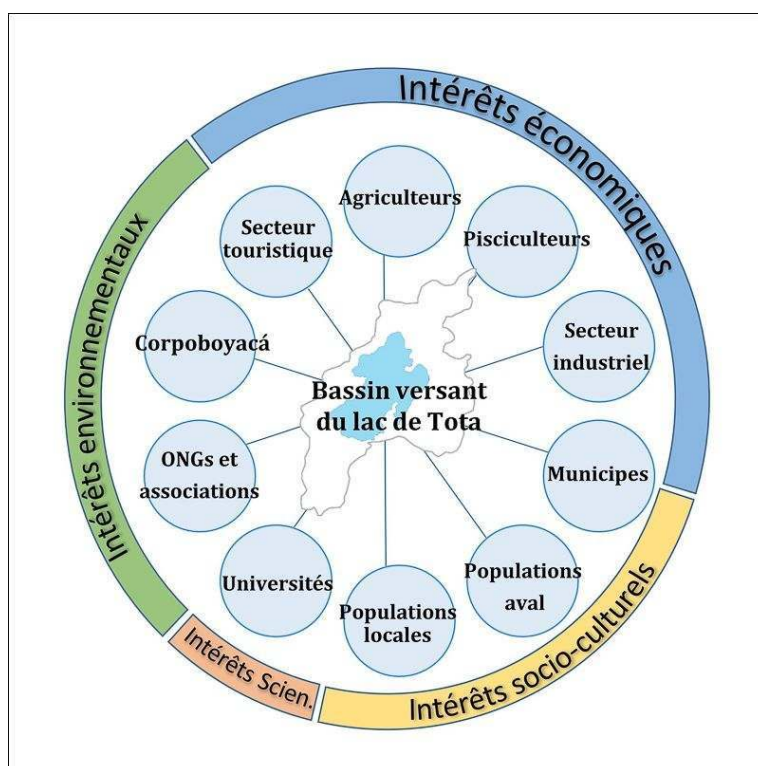 Intérêts économiques
Agriculteurs
Secteur
touristique
Pisciculteurs
Intérêts environnementaux
Corpoboyacá
Secteur
industriel
Bassin versant
du lac de Tota
ONGs et
associations
Municipes
Universités
Populations
aval
Populations
locales
Intérêts Scien.
Intérêts socio-culturels